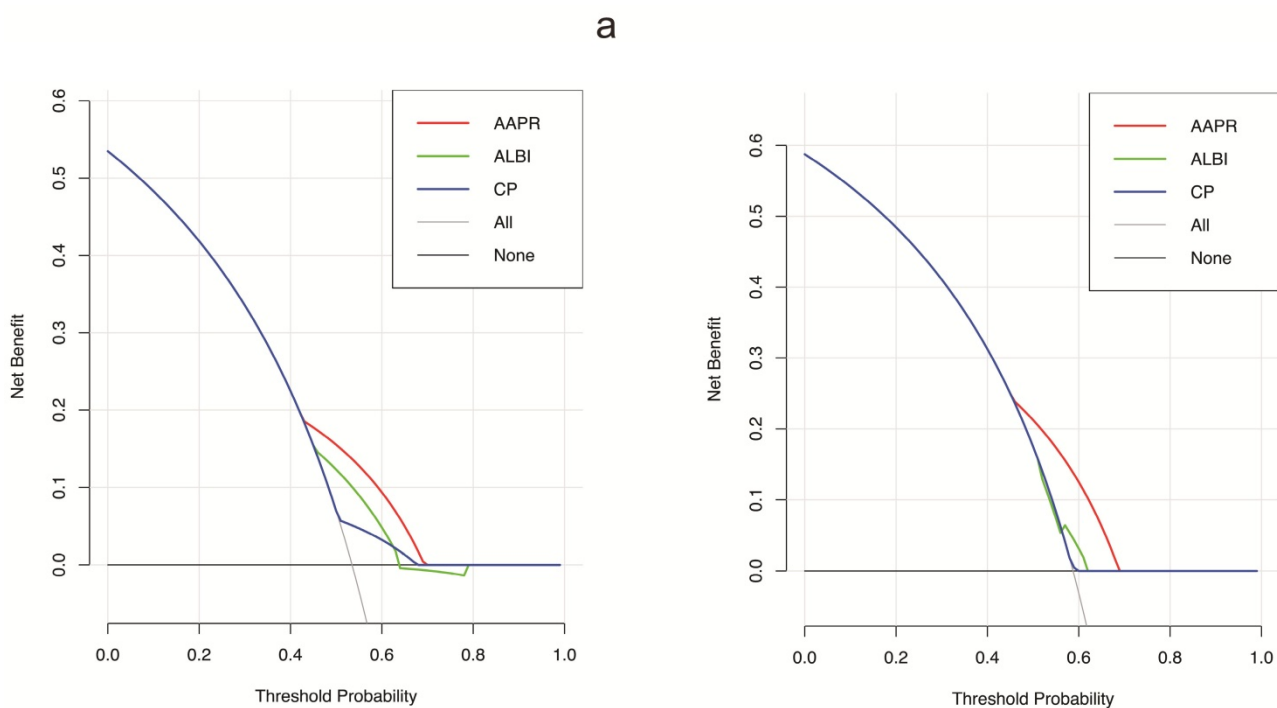 a
0.6
0.5
0.4
0.3
0.2
0.1
0.0
Net Benefit
AAPR
ALBI
CP
All
None
0.0 0.2 0.4 0.6 0.8 1.0
Threshold Probability
0.6
0.5
0.4
0.3
0.2
0.1
0.0
Net Benefit
AAPR
ALBI
CP
All
None
0.0 0.2 0.4 0.6 0.8 1.0
Threshold Probability